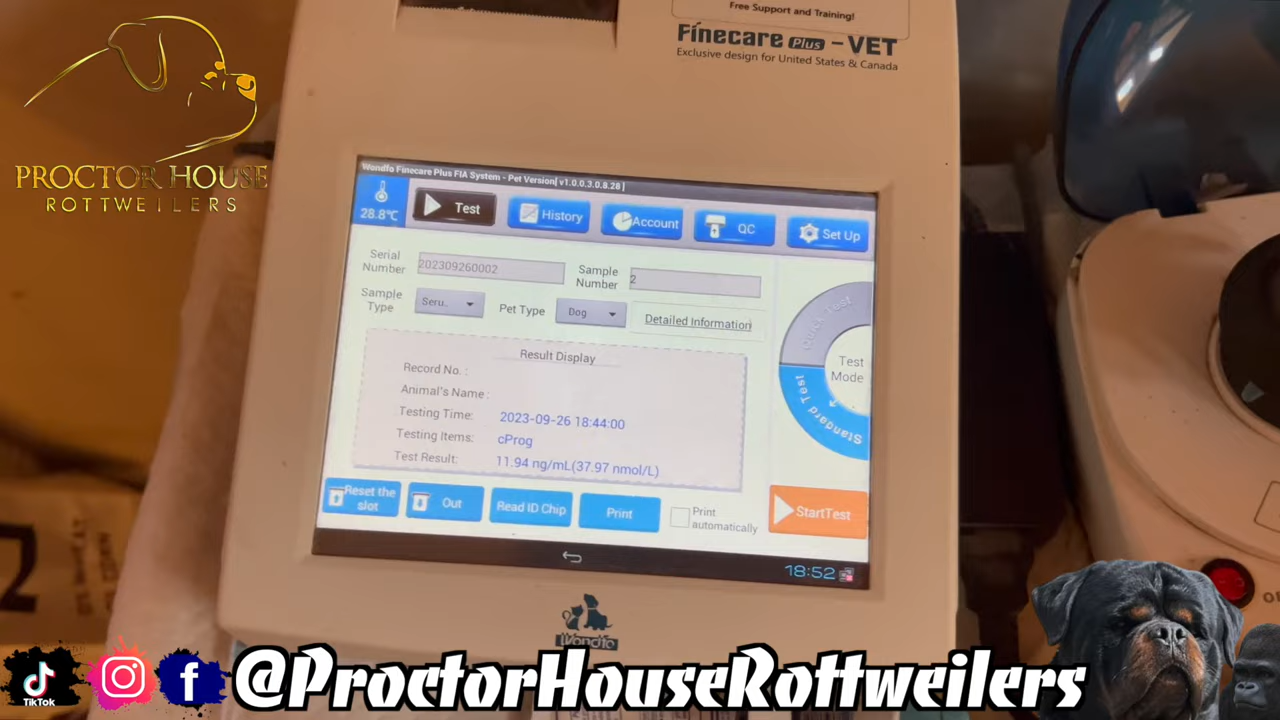 Free Support and Training!
Finecare Plus - VET
Exclusive design for United States & Canada
PROCTOR HOUSE
ROTTWEILERS
Wondfo Finecare Plus FIA System - Pet Version[ v1.0.0.3.0.8.28 ]
28.8℃
Test
History
Account
QC
Set Up
Serial Number
202309260002
Sample Number
2
Sample Type
Seru..
Pet Type
Dog
Detailed Information
Quick Test
Test Mode
Standard Test
Result Display
Record No. :
Animal's Name :
Testing Time: 2023-09-26 18:44:00
Testing Items: cProg
Test Result: 11.94 ng/mL(37.97 nmol/L)
Reset the slot
Out
Read ID Chip
Print
Print automatically
StartTest
18:52
Wondfo
TikTok
@ProctorHouseRottweilers